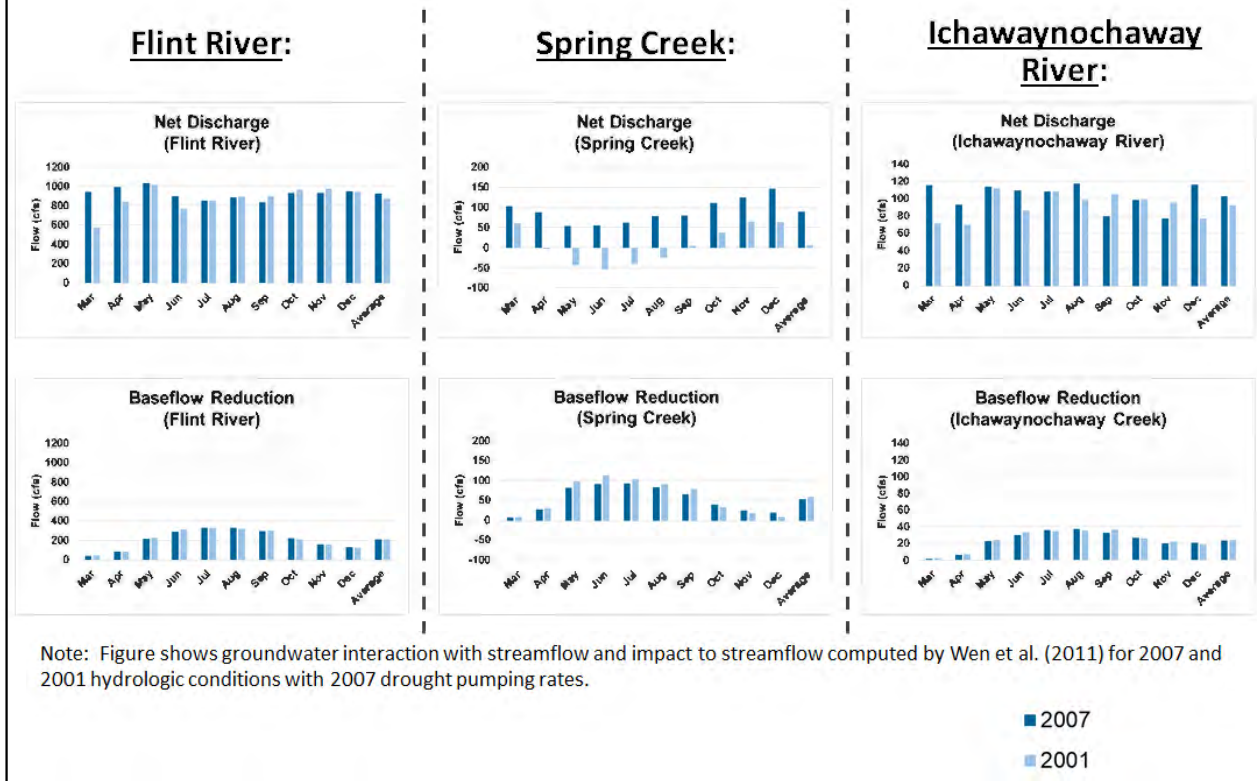 Flint River:
Spring Creek:
Ichawaynochaway
River:
Net Discharge
(Flint River)
Flow (cfs)
1200
1000
800
600
400
200
0
Mar
Apr
May
Jun
Jul
Aug
Sep
Oct
Nov
Dec
Average
Net Discharge
(Spring Creek)
Flow (cfs)
200
150
100
50
0
-50
-100
Mar
Apr
May
Jun
Jul
Aug
Sep
Oct
Nov
Dec
Average
Net Discharge
(Ichawaynochaway River)
Flow (cfs)
140
120
100
80
60
40
20
0
Mar
Apr
May
Jun
Jul
Aug
Sep
Oct
Nov
Dec
Average
Baseflow Reduction
(Flint River)
Flow (cfs)
1200
1000
800
600
400
200
0
Mar
Apr
May
Jun
Jul
Aug
Sep
Oct
Nov
Dec
Average
Baseflow Reduction
(Spring Creek)
Flow (cfs)
200
150
100
50
0
-50
-100
Mar
Apr
May
Jun
Jul
Aug
Sep
Oct
Nov
Dec
Average
Baseflow Reduction
(Ichawaynochaway Creek)
Flow (cfs)
140
120
100
80
60
40
20
0
Mar
Apr
May
Jun
Jul
Aug
Sep
Oct
Nov
Dec
Average
Note: Figure shows groundwater interaction with streamflow and impact to streamflow computed by Wen et al. (2011) for 2007 and
2001 hydrologic conditions with 2007 drought pumping rates.
2007
2001